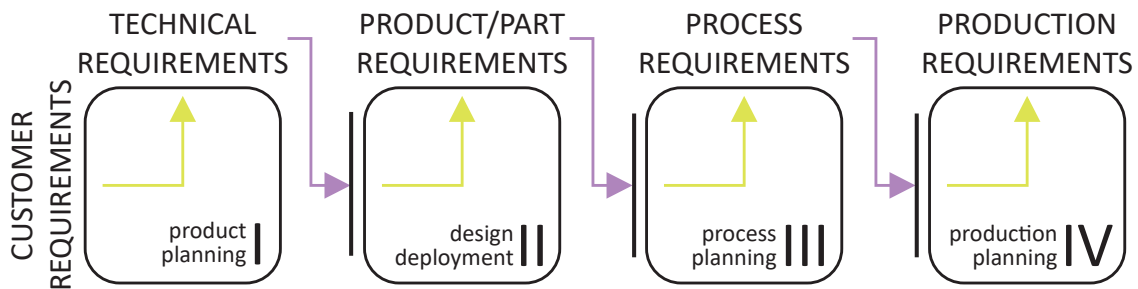 TECHNICAL
REQUIREMENTS
PRODUCT/PART
REQUIREMENTS
PROCESS
REQUIREMENTS
PRODUCTION
REQUIREMENTS
CUSTOMER
REQUIREMENTS
product
planning I
design
deployment II
process
planning III
production
planning IV